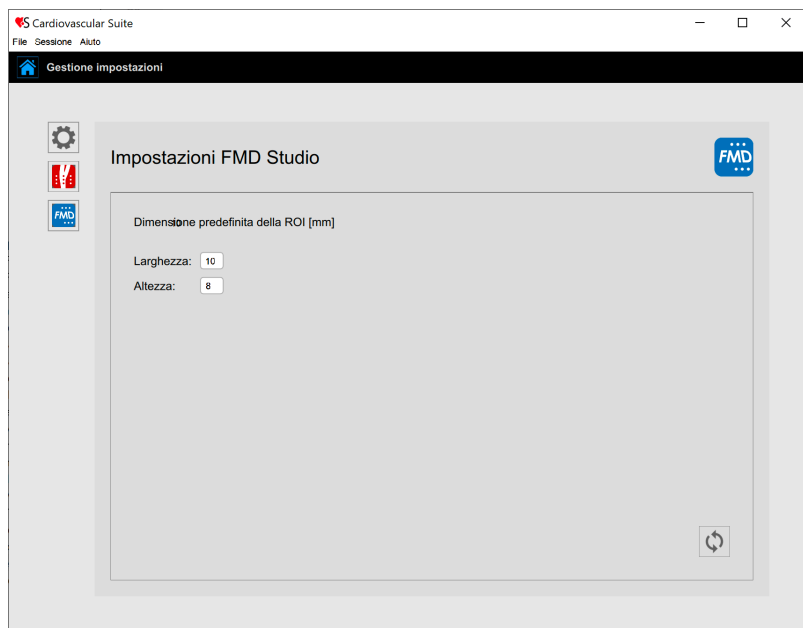 S Cardiovascular Suite
File Sessione Aiuto
Gestione impostazioni
Impostazioni FMD Studio
FMD
FMD
Dimensione predefinita della ROI [mm]
Larghezza: 10
Altezza: 8